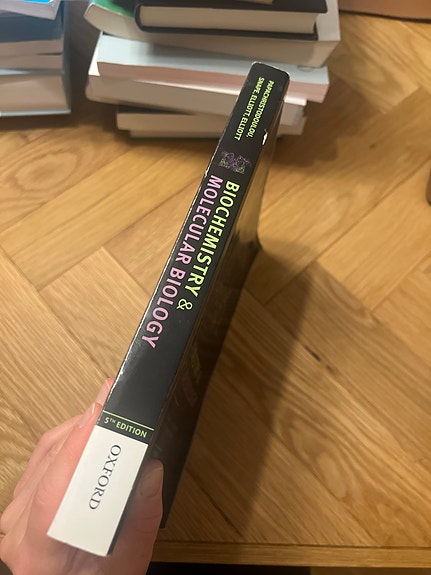 PAPACHRISTODOULOU,
SNAPE, ELLIOTT, ELLIOTT
BIOCHEMISTRY &
MOLECULAR BIOLOGY
5TH EDITION
OXFORD